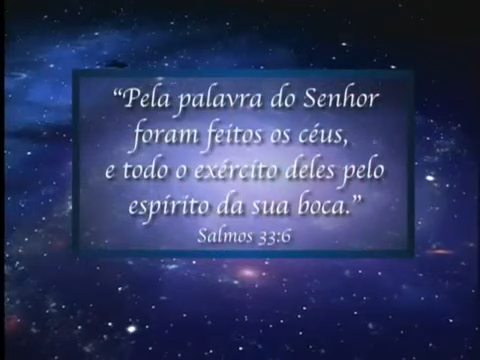 “Pela palavra do Senhor
foram feitos os céus,
e todo o exército deles pelo
espírito da sua boca.”
Salmos 33:6